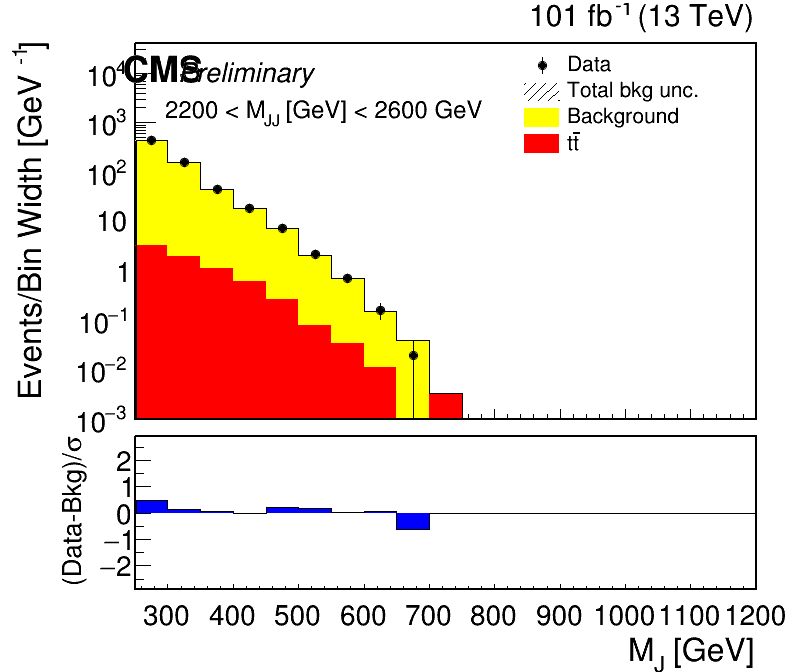 101 fb⁻¹ (13 TeV)
CMS Preliminary
2200 < M_JJ [GeV] < 2600 GeV
Data
Total bkg unc.
Background
tt̄
Events/Bin Width [GeV⁻¹]
10⁴
10³
10²
10
1
10⁻¹
10⁻²
10⁻³
(Data-Bkg)/σ
2
1
0
−1
−2
300 400 500 600 700 800 900 1000 1100 1200
M_J [GeV]